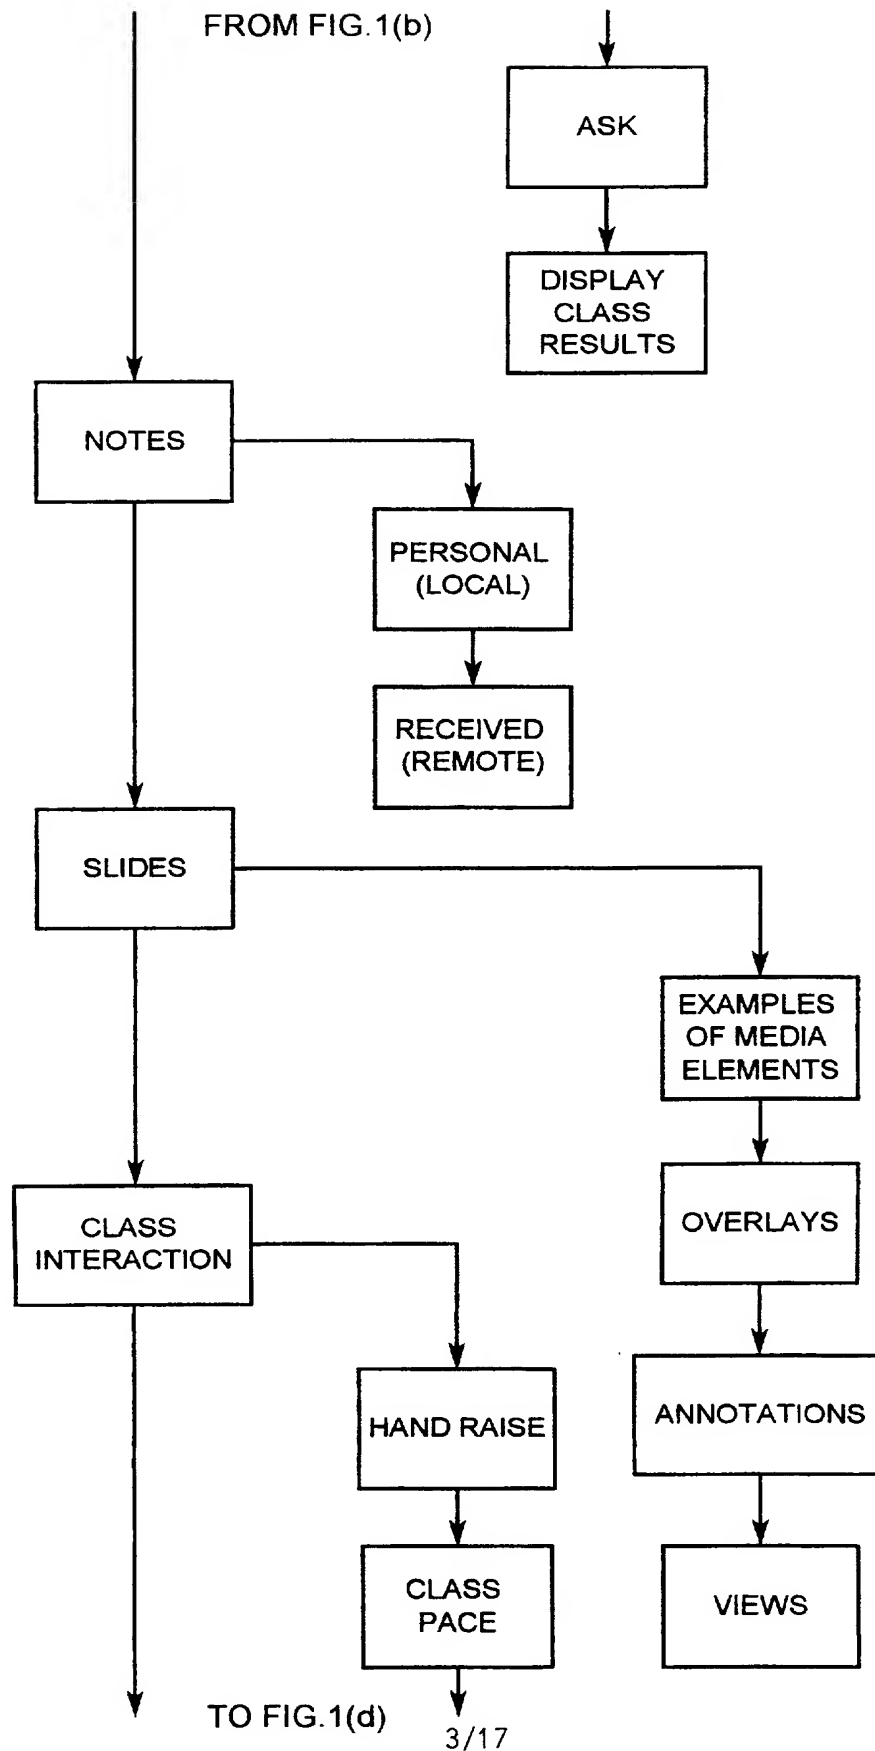 FROM FIG.1(b)
ASK
DISPLAY
CLASS
RESULTS
NOTES
PERSONAL
(LOCAL)
RECEIVED
(REMOTE)
SLIDES
EXAMPLES
OF MEDIA
ELEMENTS
OVERLAYS
CLASS
INTERACTION
ANNOTATIONS
HAND RAISE
CLASS
PACE
VIEWS
TO FIG.1(d)
3/17